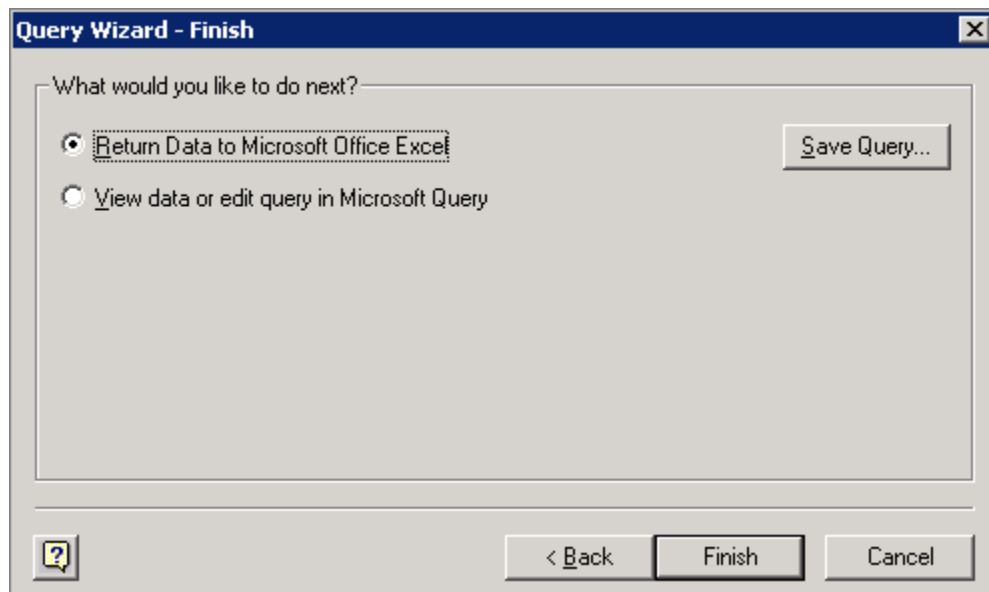 Query Wizard - Finish
What would you like to do next?
Return Data to Microsoft Office Excel
Save Query...
View data or edit query in Microsoft Query
?
< Back
Finish
Cancel